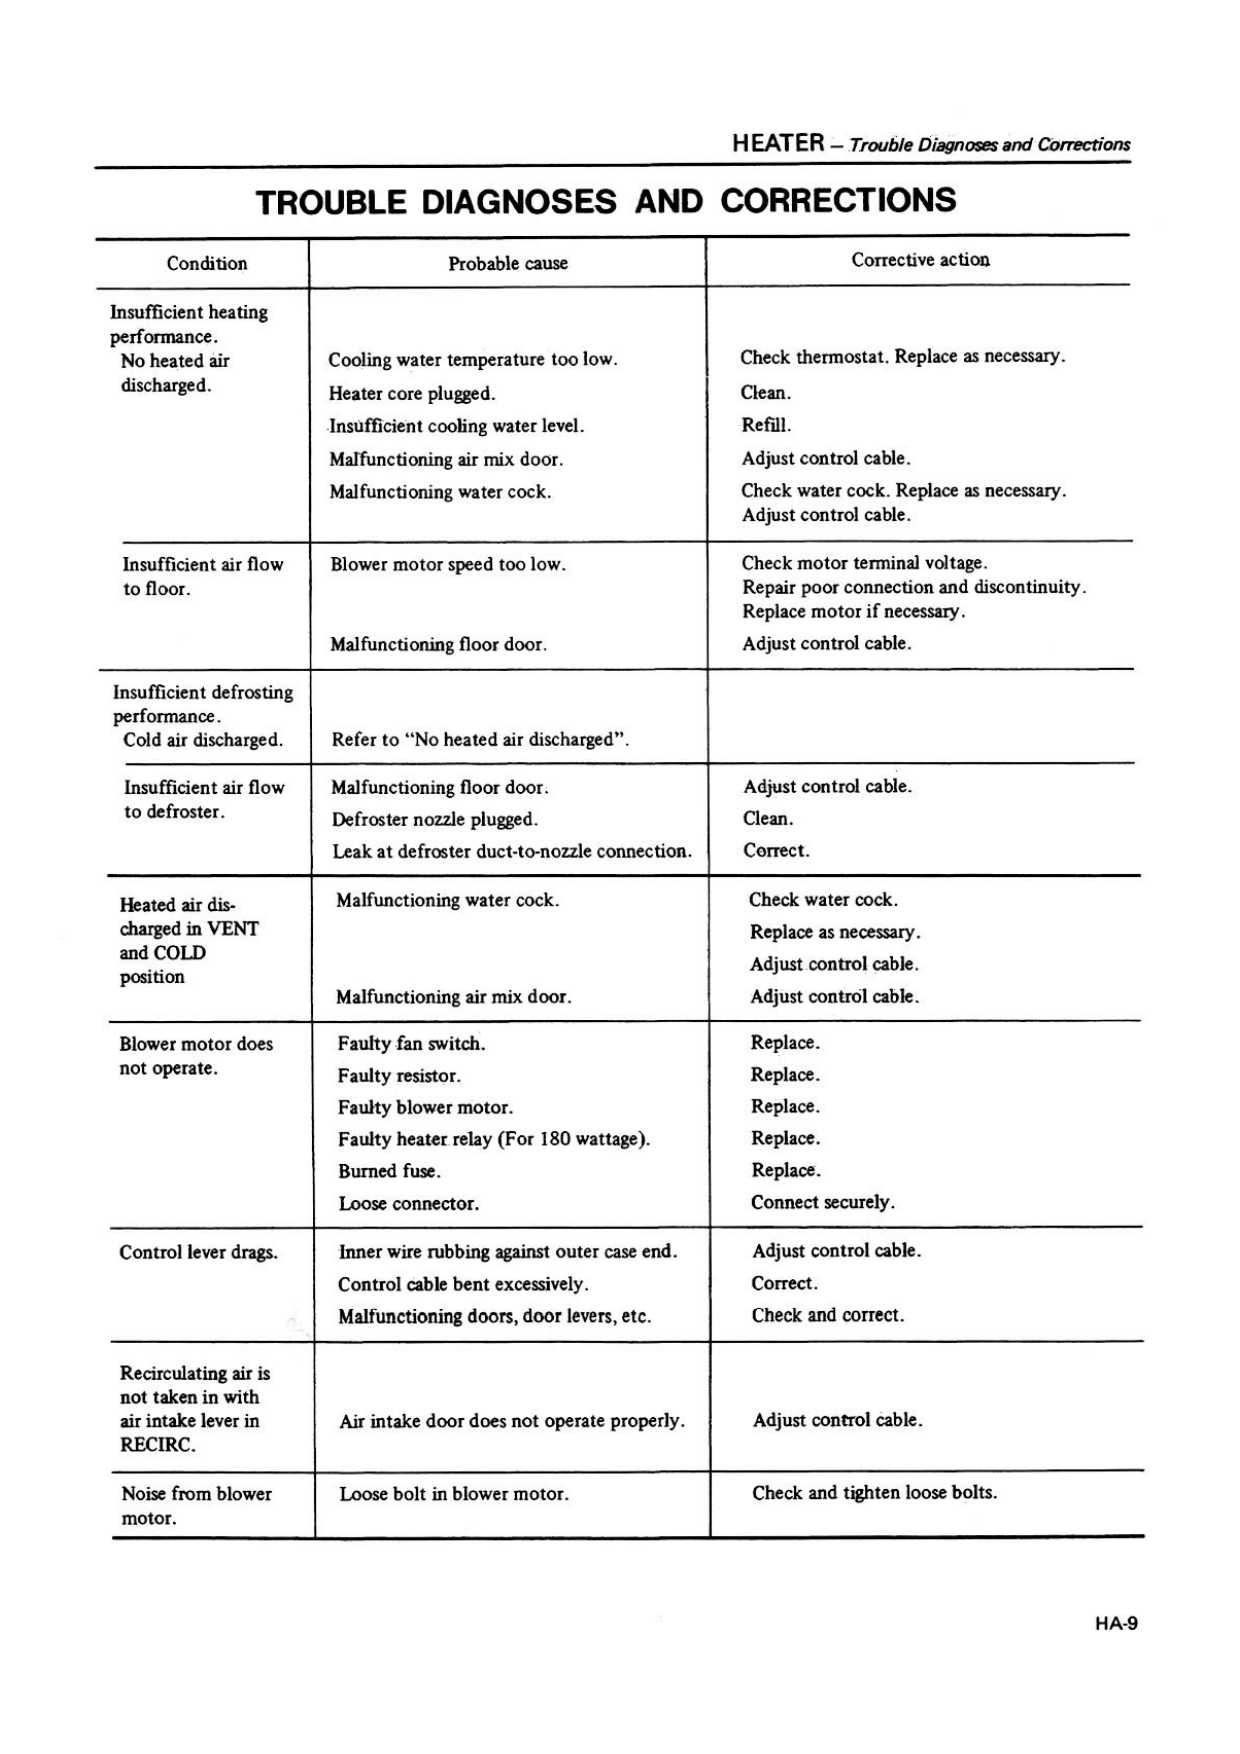 HEATER – Trouble Diagnoses and Corrections
TROUBLE DIAGNOSES AND CORRECTIONS
Condition Probable cause Corrective action
Insufficient heating
performance.
No heated air Cooling water temperature too low. Check thermostat. Replace as necessary.
discharged. Heater core plugged. Clean.
Insufficient cooling water level. Refill.
Malfunctioning air mix door. Adjust control cable.
Malfunctioning water cock. Check water cock. Replace as necessary.
Adjust control cable.
Insufficient air flow Blower motor speed too low. Check motor terminal voltage.
to floor. Repair poor connection and discontinuity.
Replace motor if necessary.
Malfunctioning floor door. Adjust control cable.
Insufficient defrosting
performance.
Cold air discharged. Refer to “No heated air discharged”.
Insufficient air flow Malfunctioning floor door. Adjust control cable.
to defroster. Defroster nozzle plugged. Clean.
Leak at defroster duct-to-nozzle connection. Correct.
Heated air dis- Malfunctioning water cock. Check water cock.
charged in VENT Replace as necessary.
and COLD Adjust control cable.
position Malfunctioning air mix door. Adjust control cable.
Blower motor does Faulty fan switch. Replace.
not operate. Faulty resistor. Replace.
Faulty blower motor. Replace.
Faulty heater relay (For 180 wattage). Replace.
Burned fuse. Replace.
Loose connector. Connect securely.
Control lever drags. Inner wire rubbing against outer case end. Adjust control cable.
Control cable bent excessively. Correct.
Malfunctioning doors, door levers, etc. Check and correct.
Recirculating air is
not taken in with
air intake lever in Air intake door does not operate properly. Adjust control cable.
RECIRC.
Noise from blower Loose bolt in blower motor. Check and tighten loose bolts.
motor.
HA-9